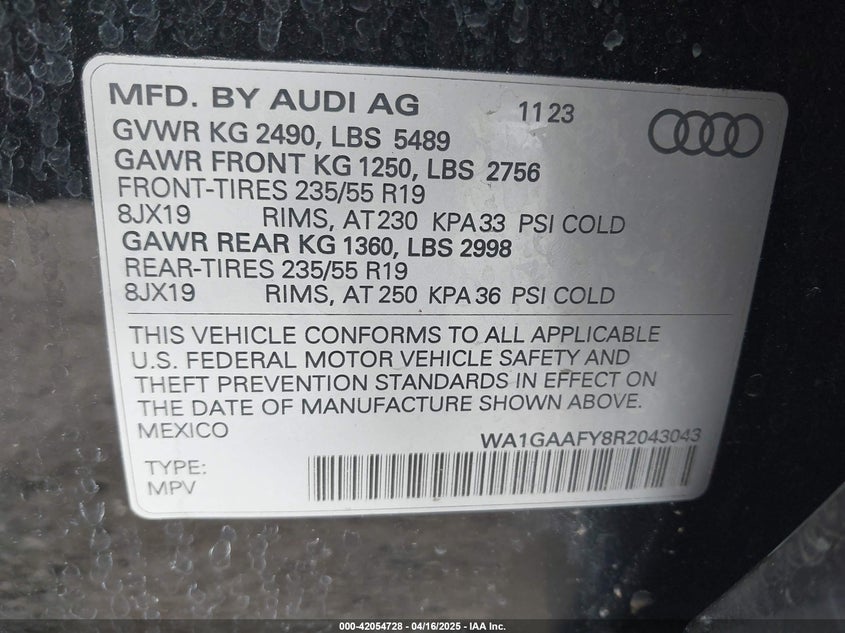 MFD. BY AUDI AG 11 23
GVWR KG 2490, LBS 5489
GAWR FRONT KG 1250, LBS 2756
FRONT-TIRES 235/55 R19
8JX19 RIMS, AT 230 KPA 33 PSI COLD
GAWR REAR KG 1360, LBS 2998
REAR-TIRES 235/55 R19
8JX19 RIMS, AT 250 KPA 36 PSI COLD
THIS VEHICLE CONFORMS TO ALL APPLICABLE
U.S. FEDERAL MOTOR VEHICLE SAFETY AND
THEFT PREVENTION STANDARDS IN EFFECT ON
THE DATE OF MANUFACTURE SHOWN ABOVE.
MEXICO
WA1GAAFY8R2043043
TYPE:
MPV
000-42054728 - 04/16/2025 - IAA Inc.